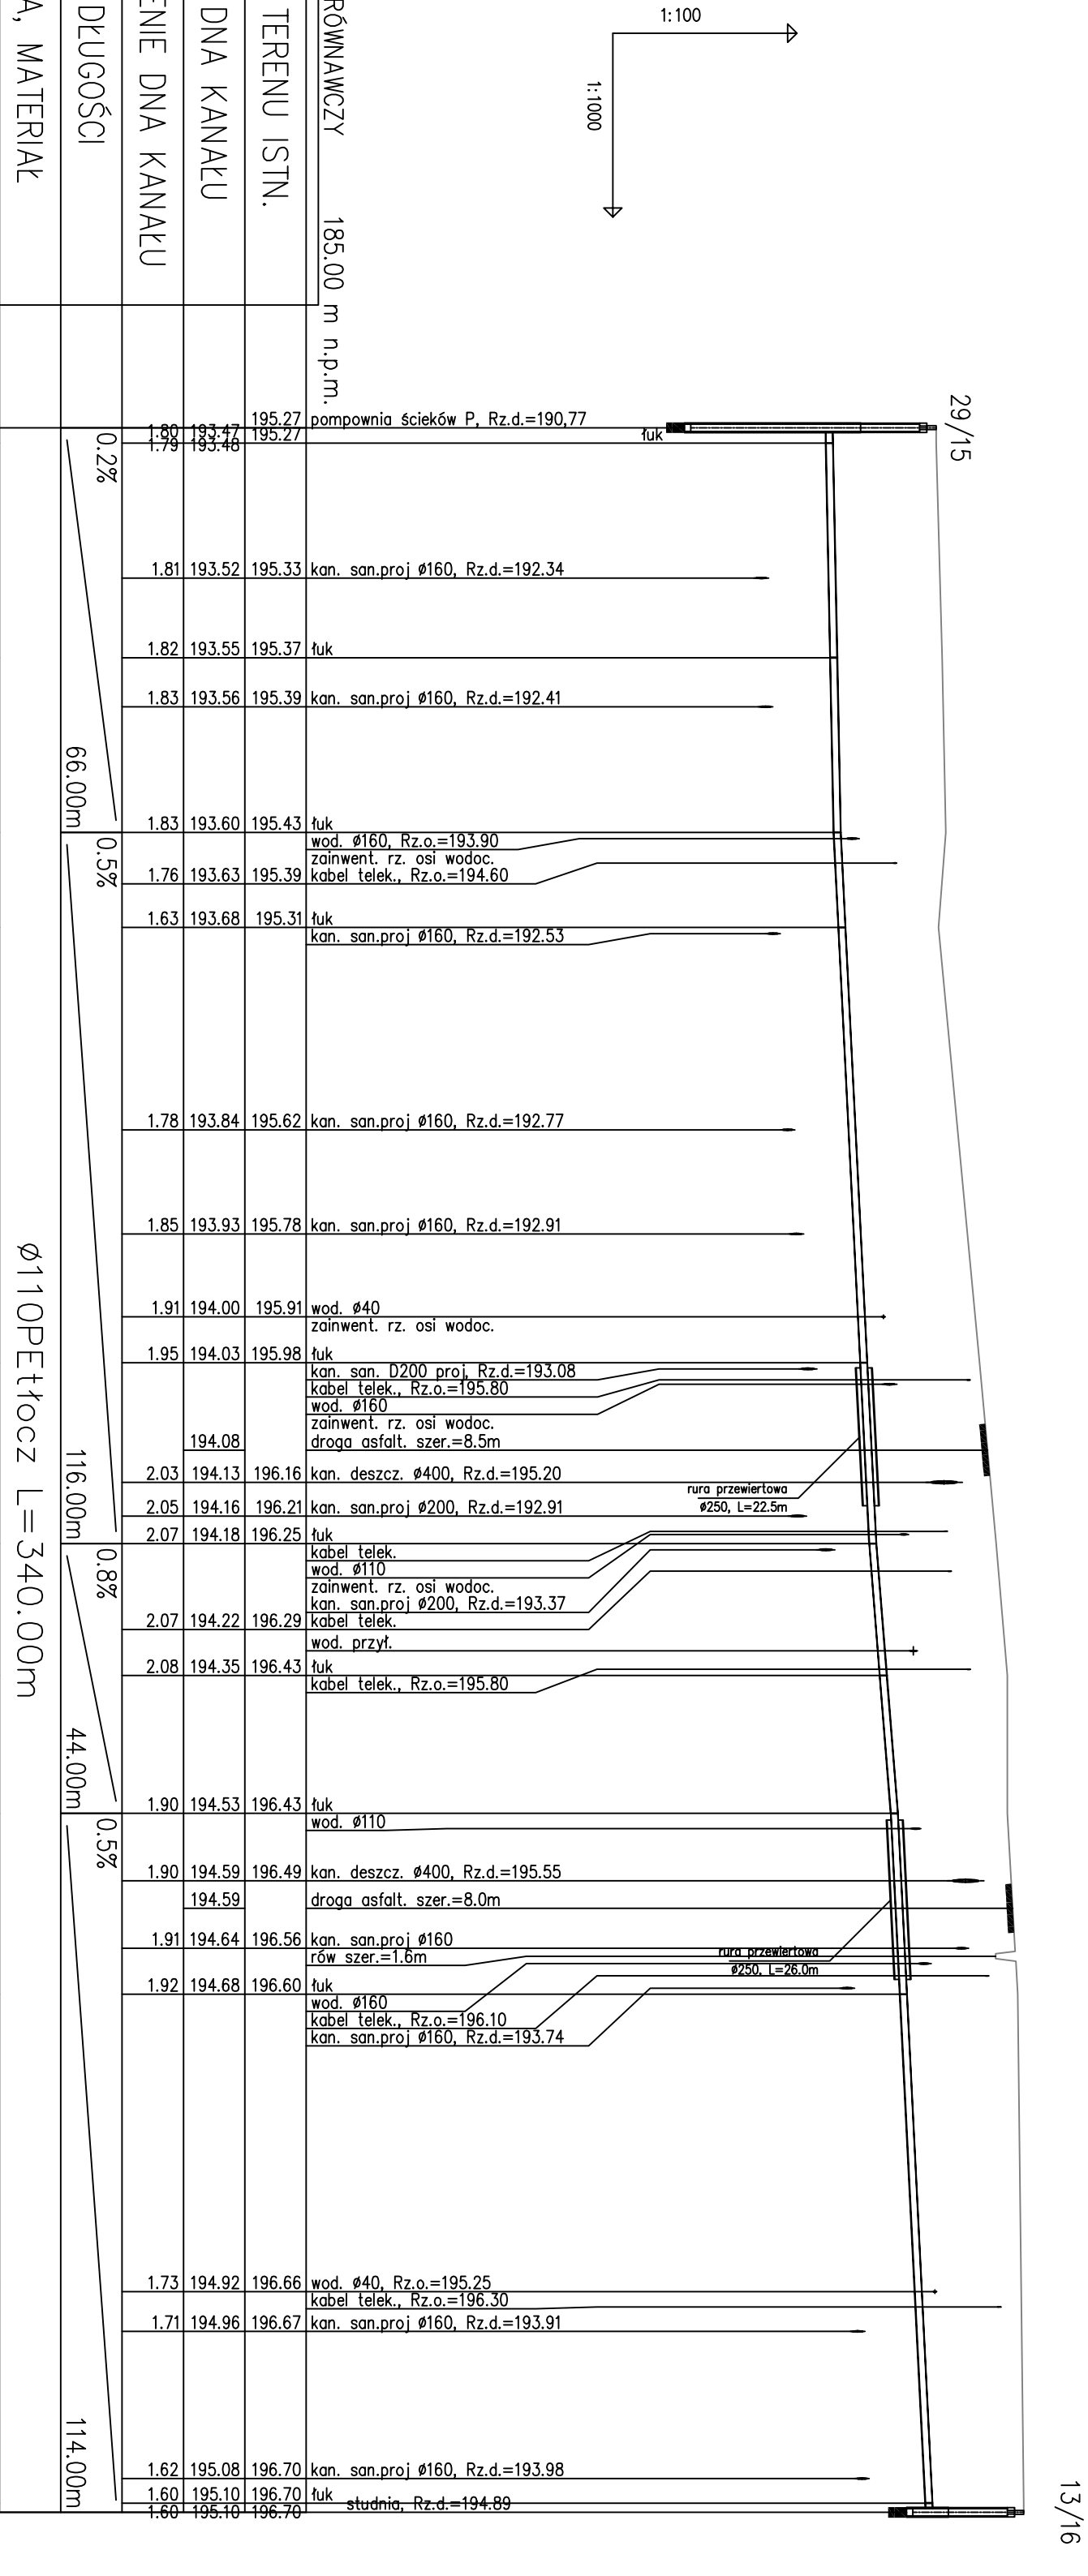 1:100
1:1000
RÓWNAWCZY 185.00 m n.p.m.
TERENU ISTN.
DNA KANAŁU
ENIE DNA KANAŁU
DŁUGOŚCI
A, MATERIAŁ
29/15
13/16
195.27 pompownia ścieków P, Rz.d.=190,77
1.80 193.47 195.27 łuk
1.79 193.48
0.2%
1.81 193.52 195.33 kan. san.proj ø160, Rz.d.=192.34
1.82 193.55 195.37 łuk
1.83 193.56 195.39 kan. san.proj ø160, Rz.d.=192.41
66.00m
1.83 193.60 195.43 łuk
0.5%
wod. ø160, Rz.o.=193.90
zainwent. rz. osi wodoc.
1.76 193.63 195.39 kabel telek., Rz.o.=194.60
1.63 193.68 195.31 łuk
kan. san.proj ø160, Rz.d.=192.53
1.78 193.84 195.62 kan. san.proj ø160, Rz.d.=192.77
1.85 193.93 195.78 kan. san.proj ø160, Rz.d.=192.91
1.91 194.00 195.91 wod. ø40
zainwent. rz. osi wodoc.
1.95 194.03 195.98 łuk
kan. san. D200 proj, Rz.d.=193.08
kabel telek., Rz.o.=195.80
wod. ø160
zainwent. rz. osi wodoc.
194.08 droga asfalt. szer.=8.5m
2.03 194.13 196.16 kan. deszcz. ø400, Rz.d.=195.20
rura przewiertowa
ø250, L=22.5m
2.05 194.16 196.21 kan. san.proj ø200, Rz.d.=192.91
116.00m
2.07 194.18 196.25 łuk
0.8%
kabel telek.
wod. ø110
zainwent. rz. osi wodoc.
kan. san.proj ø200, Rz.d.=193.37
2.07 194.22 196.29 kabel telek.
wod. przył.
2.08 194.35 196.43 łuk
kabel telek., Rz.o.=195.80
44.00m
1.90 194.53 196.43 łuk
0.5%
wod. ø110
1.90 194.59 196.49 kan. deszcz. ø400, Rz.d.=195.55
194.59 droga asfalt. szer.=8.0m
1.91 194.64 196.56 kan. san.proj ø160
rów szer.=1.6m
rura przewiertowa
ø250, L=26.0m
1.92 194.68 196.60 łuk
wod. ø160
kabel telek., Rz.o.=196.10
kan. san.proj ø160, Rz.d.=193.74
1.73 194.92 196.66 wod. ø40, Rz.o.=195.25
kabel telek., Rz.o.=196.30
1.71 194.96 196.67 kan. san.proj ø160, Rz.d.=193.91
114.00m
1.62 195.08 196.70 kan. san.proj ø160, Rz.d.=193.98
1.60 195.10 196.70 łuk
1.60 195.10 196.70 studnia, Rz.d.=194.89
ø110PEtłocz L=340.00m